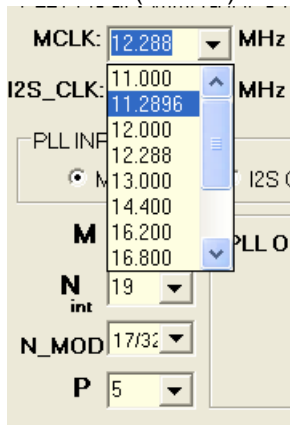 MCLK: 12.288 MHz
I2S_CLK: 11.000 MHz
11.2896
12.000
PLL INP
12.288
M 13.000 I2S
14.400
M 16.200 PLL O
16.800
N int 19
N_MOD 17/32
P 5